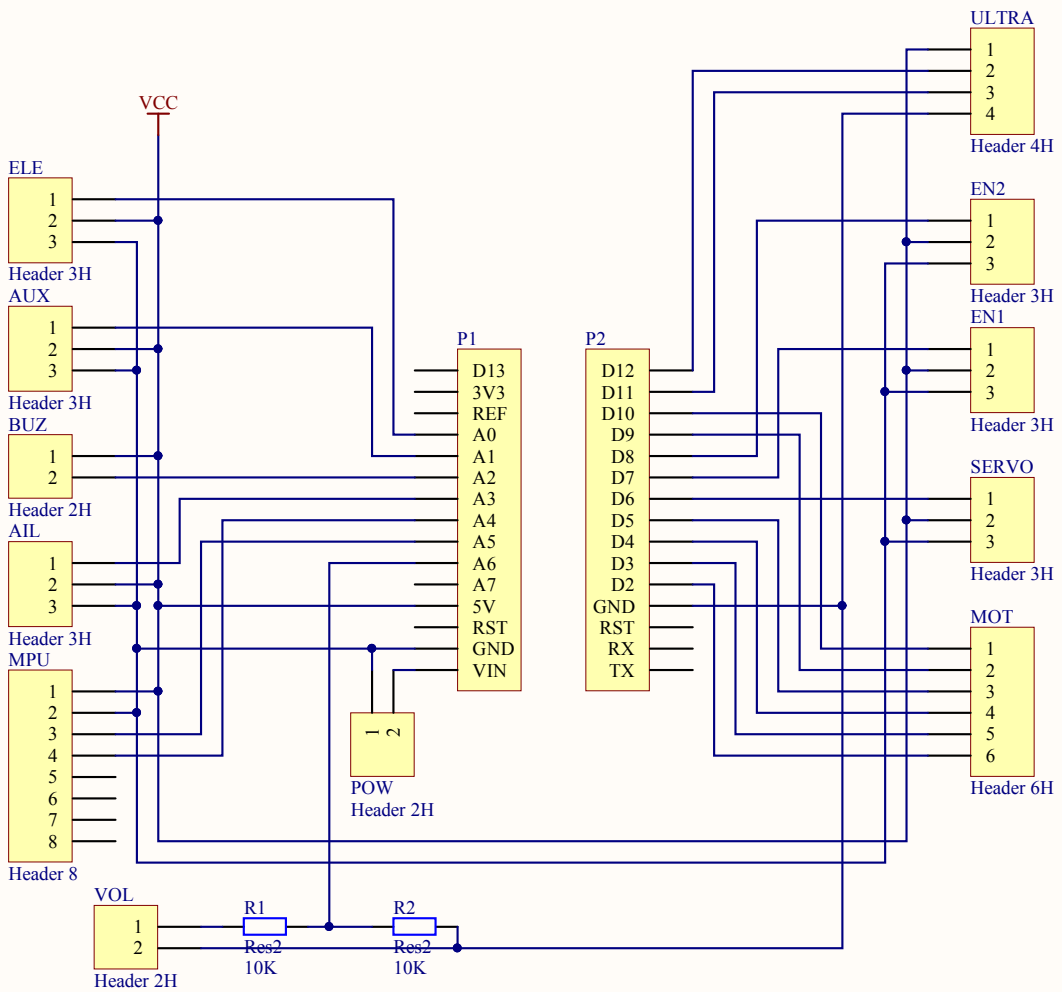 VCC
ELE
1
2
3
Header 3H
AUX
1
2
3
Header 3H
BUZ
1
2
Header 2H
AIL
1
2
3
Header 3H
MPU
1
2
3
4
5
6
7
8
Header 8
VOL
1
2
Header 2H
R1
Res2
10K
R2
Res2
10K
P1
D13
3V3
REF
A0
A1
A2
A3
A4
A5
A6
A7
5V
RST
GND
VIN
1 2
POW
Header 2H
P2
D12
D11
D10
D9
D8
D7
D6
D5
D4
D3
D2
GND
RST
RX
TX
ULTRA
1
2
3
4
Header 4H
EN2
1
2
3
Header 3H
EN1
1
2
3
Header 3H
SERVO
1
2
3
Header 3H
MOT
1
2
3
4
5
6
Header 6H